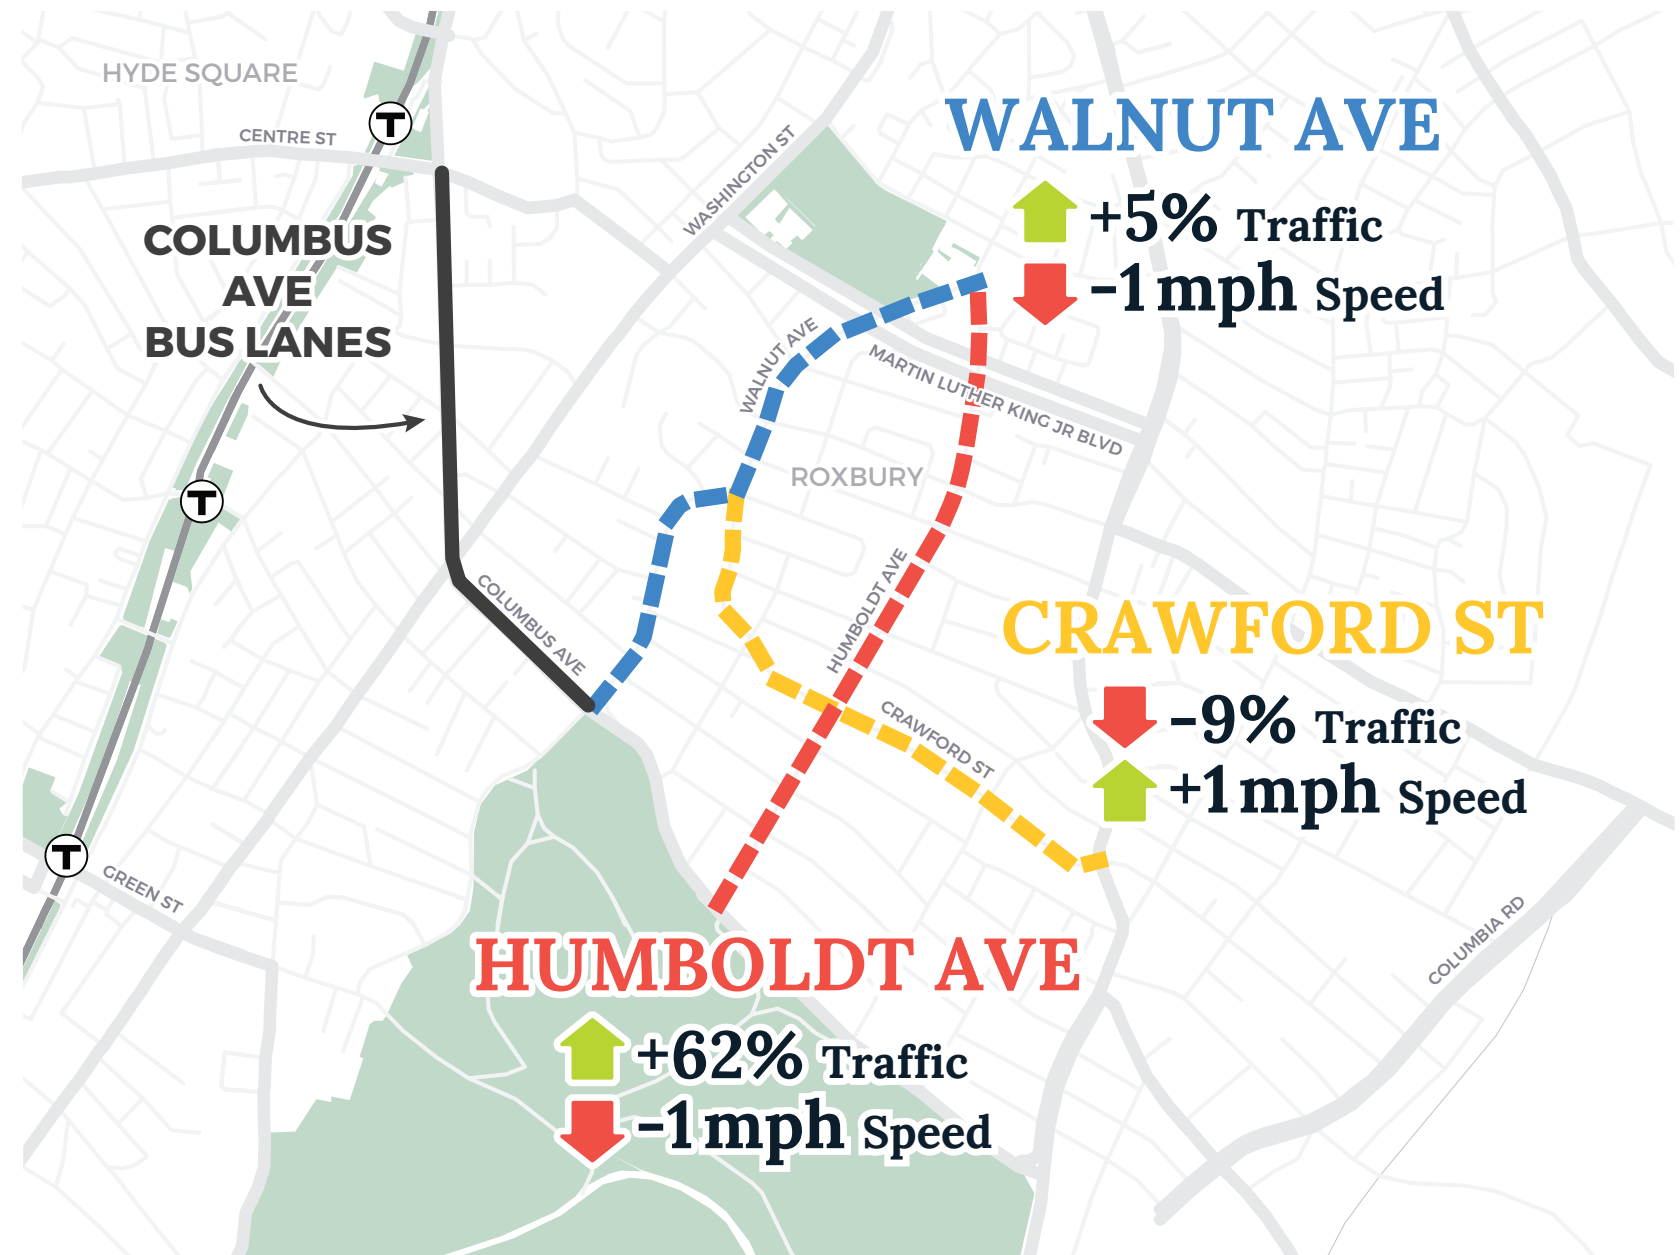 HYDE SQUARE
CENTRE ST
T
WASHINGTON ST
WALNUT AVE
+5% Traffic
-1mph Speed
COLUMBUS
AVE
BUS LANES
WALNUT AVE
MARTIN LUTHER KING JR BLVD
ROXBURY
T
COLUMBUS AVE
HUMBOLDT AVE
CRAWFORD ST
-9% Traffic
+1mph Speed
CRAWFORD ST
T
GREEN ST
COLUMBIA RD
HUMBOLDT AVE
+62% Traffic
-1mph Speed